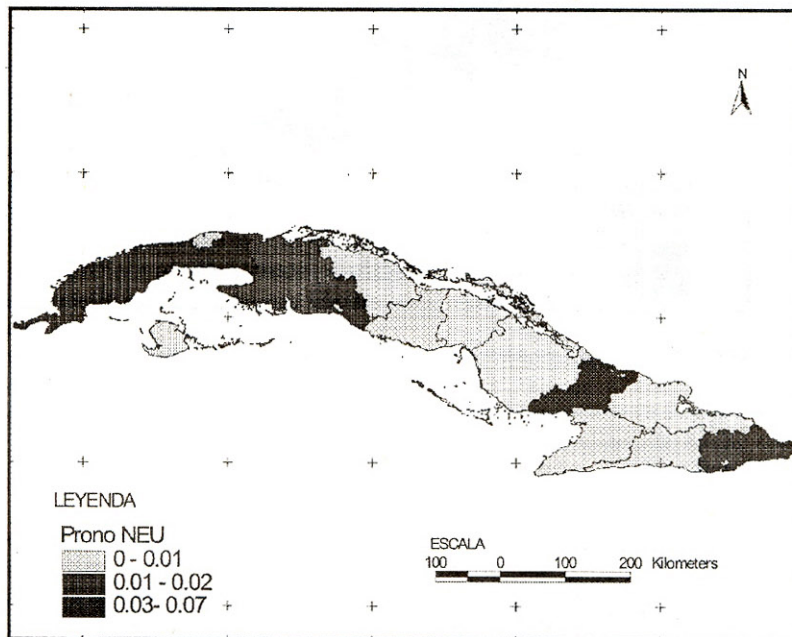 N
LEYENDA
Prono NEU
0 - 0.01
0.01 - 0.02
0.03- 0.07
ESCALA
100 0 100 200 Kilometers